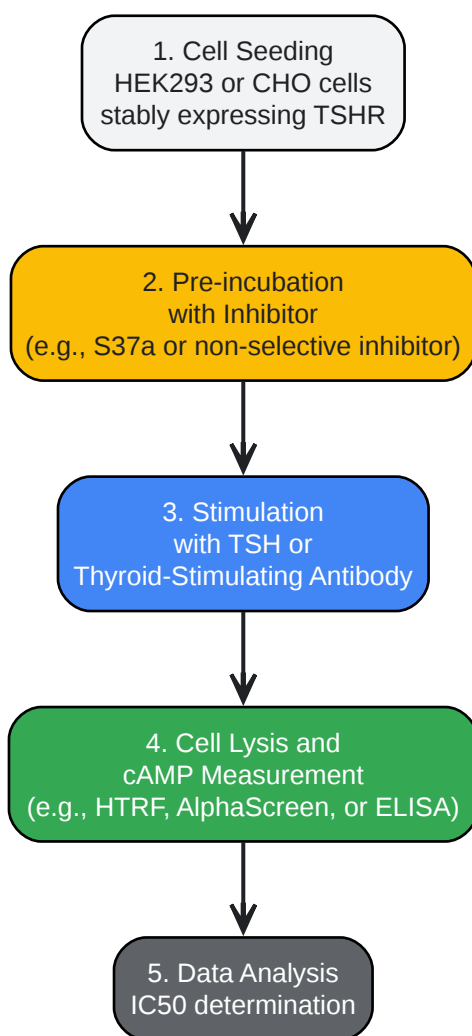 1. Cell Seeding
HEK293 or CHO cells
stably expressing TSHR
2. Pre-incubation
with Inhibitor
(e.g., S37a or non-selective inhibitor)
3. Stimulation
with TSH or
Thyroid-Stimulating Antibody
4. Cell Lysis and
cAMP Measurement
(e.g., HTRF, AlphaScreen, or ELISA)
5. Data Analysis
IC50 determination